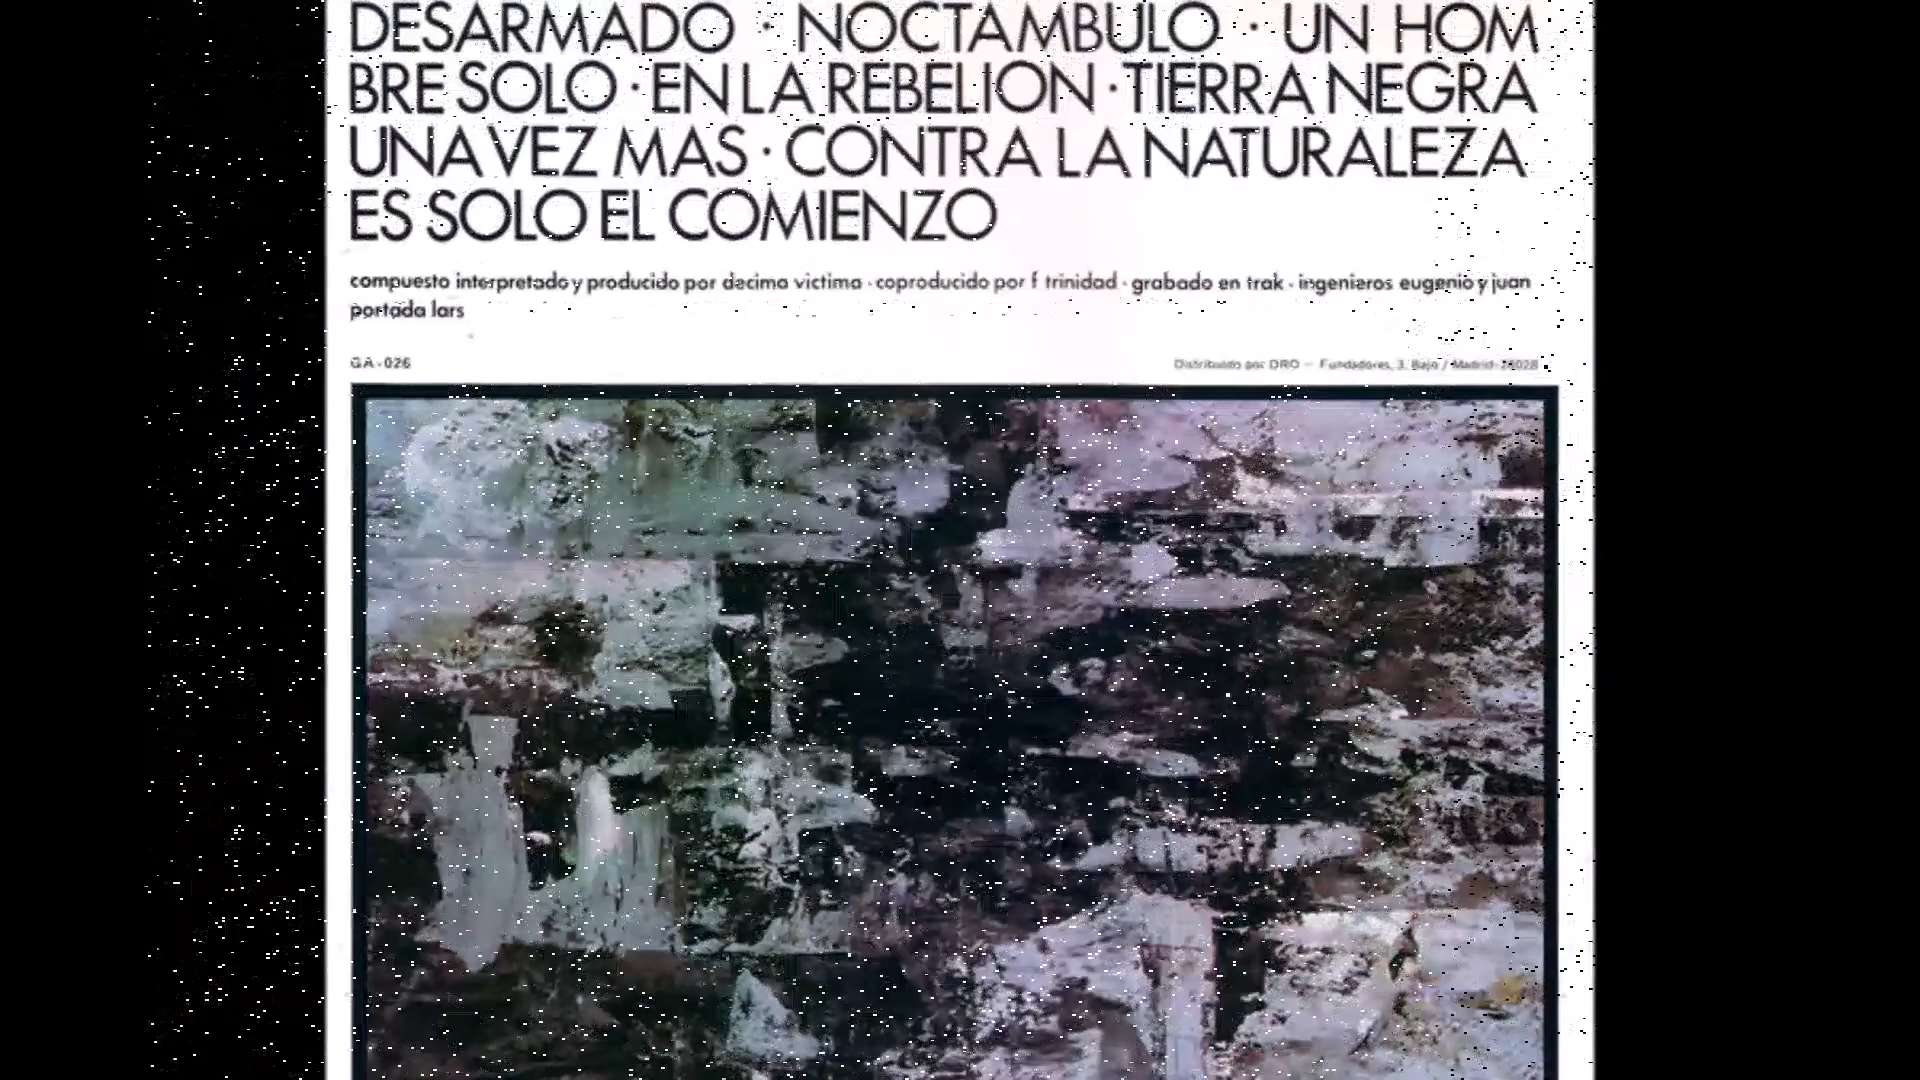 DESARMADO · NOCTAMBULO · UN HOM
BRE SOLO · EN LA REBELION · TIERRA NEGRA
UNA VEZ MAS · CONTRA LA NATURALEZA
ES SOLO EL COMIENZO
compuesto interpretado y producido por decima victima · coproducido por f trinidad · grabado en trak · ingenieros eugenio y juan
portada lars
GA-026
Distribuido por DRO — Fundadores, 3. Bajo / Madrid-28028